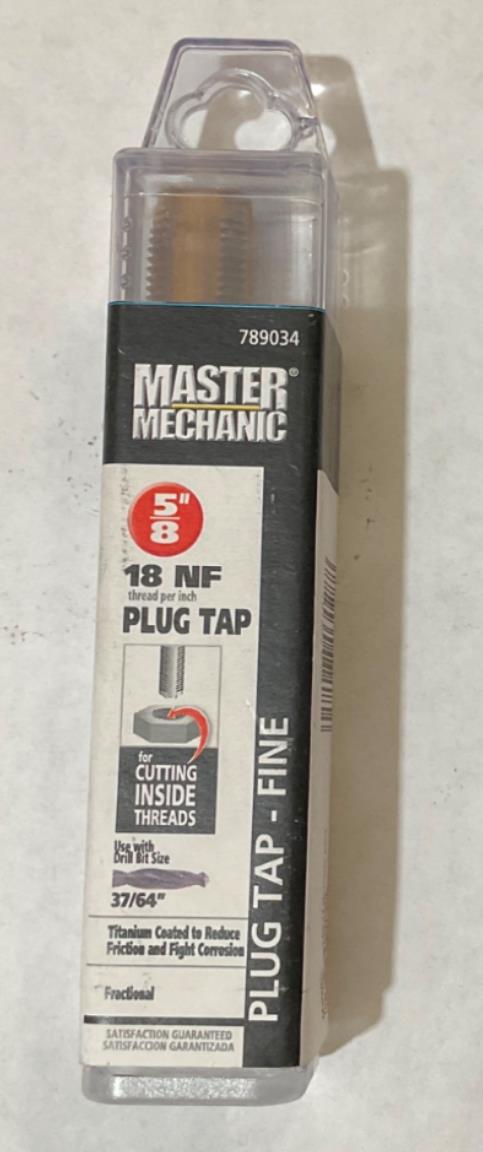 789034
MASTER®
MECHANIC
5"
8
18 NF
thread per inch
PLUG TAP
for
CUTTING
INSIDE
THREADS
Use with
Drill Bit Size
37/64"
Titanium Coated to Reduce
Friction and Fight Corrosion
Fractional
SATISFACTION GUARANTEED
SATISFACCION GARANTIZADA
PLUG TAP - FINE